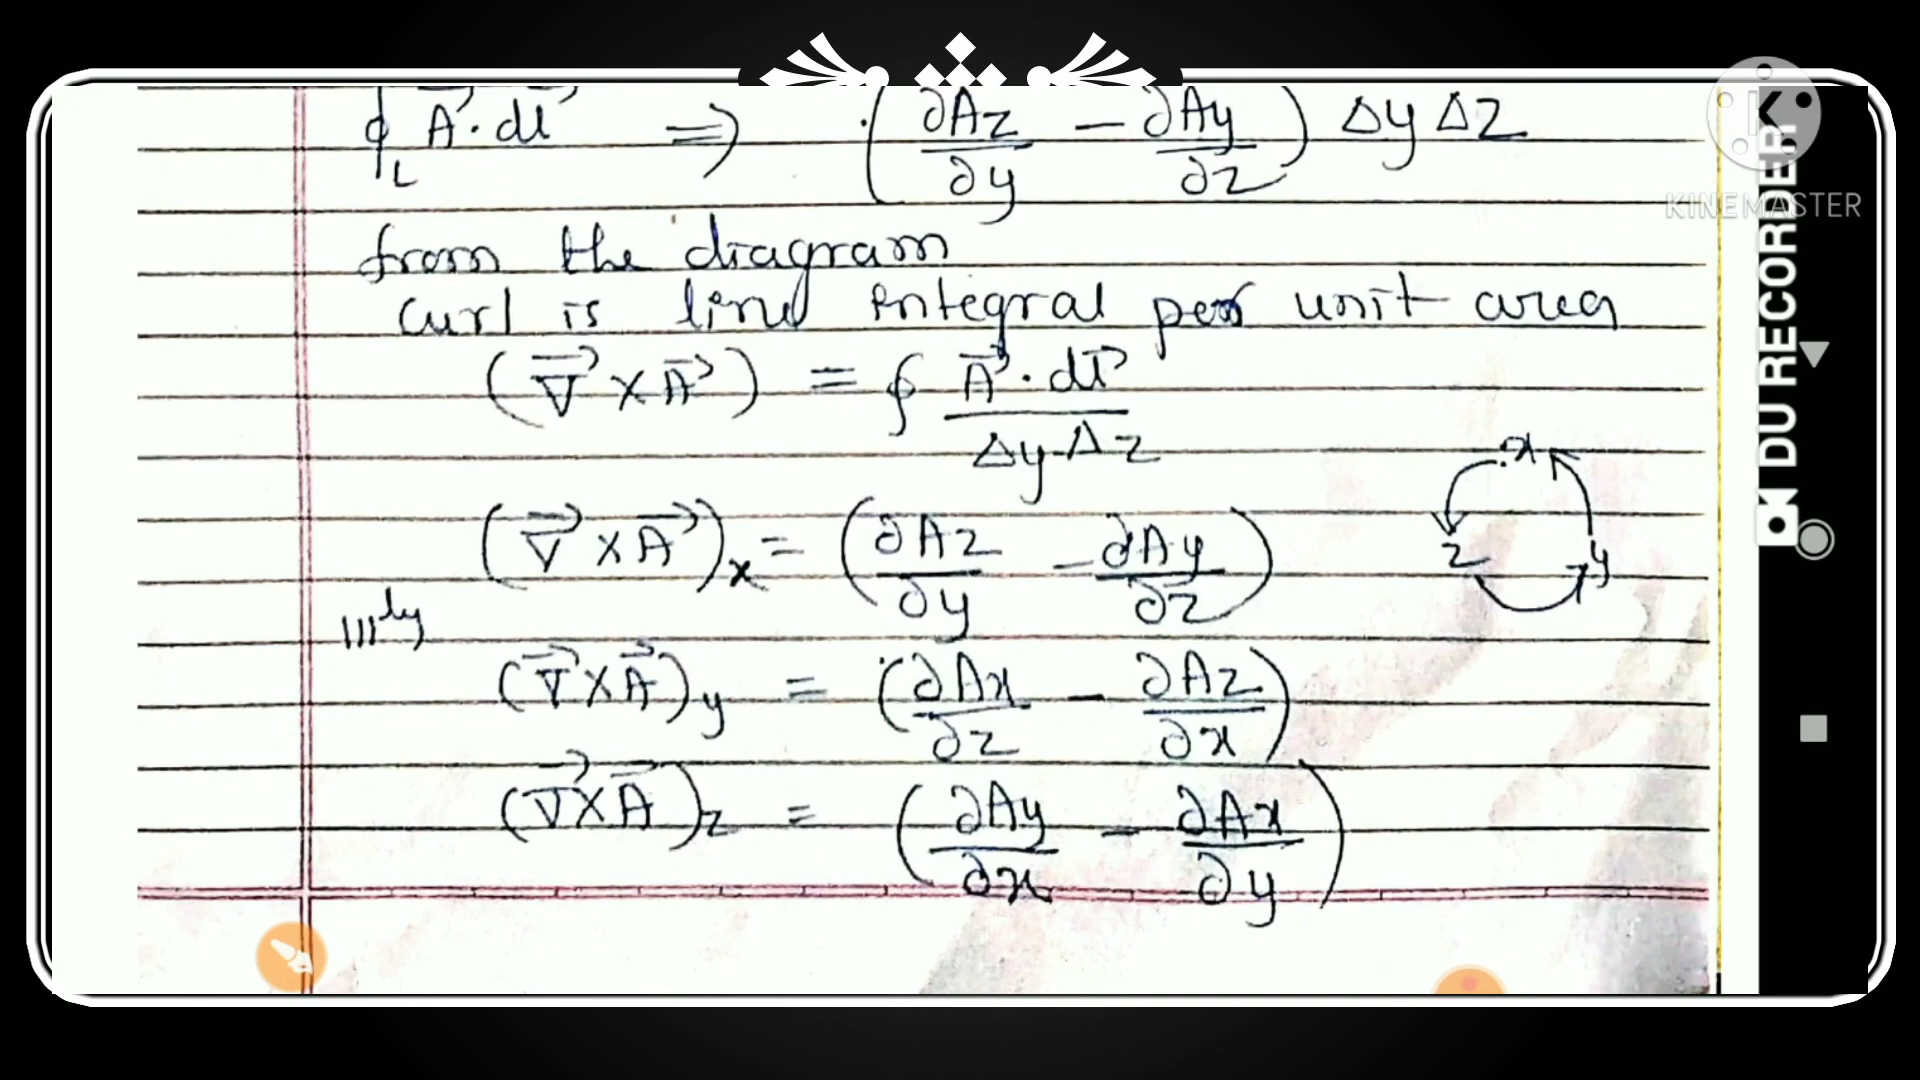 ∮_L A⃗ · dl⃗ ⇒ (∂Az/∂y − ∂Ay/∂z) Δy Δz
from the diagram
curl is line integral per unit area
(∇⃗ × A⃗) = ∮ A⃗ · dl⃗ / Δy·Δz
(∇⃗ × A⃗)x = (∂Az/∂y − ∂Ay/∂z)
x
z y
lllly
(∇⃗ × A⃗)y = (∂Ax/∂z − ∂Az/∂x)
(∇⃗ × A⃗)z = (∂Ay/∂x − ∂Ax/∂y)
K
KINEMASTER
DU RECORDER